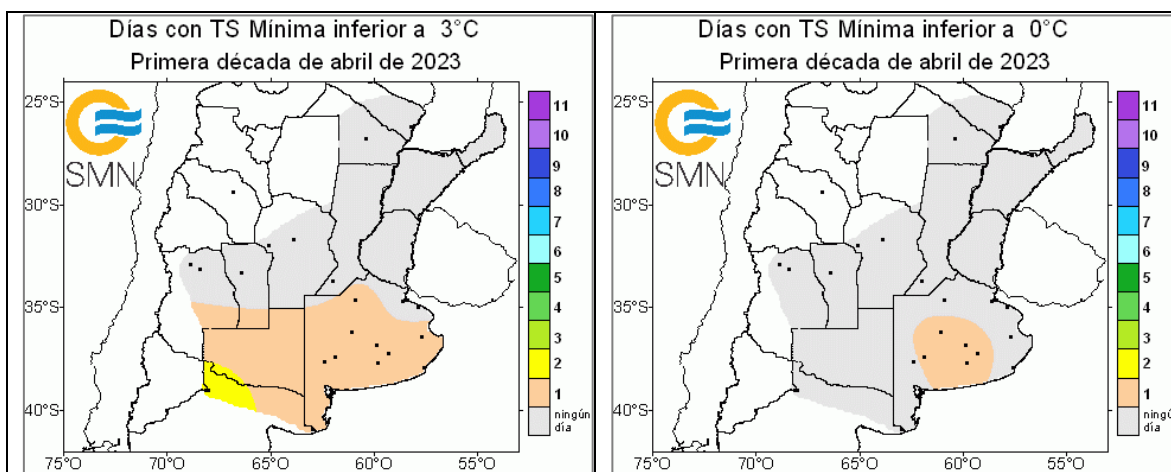 Días con TS Mínima inferior a 3°C
Primera década de abril de 2023
25°S
30°S
35°S
40°S
75°O
70°O
65°O
60°O
55°O
SMN
11
10
9
8
7
6
5
4
3
2
1
ningún
día
Días con TS Mínima inferior a 0°C
Primera década de abril de 2023
25°S
30°S
35°S
40°S
75°O
70°O
65°O
60°O
55°O
SMN
11
10
9
8
7
6
5
4
3
2
1
ningún
día